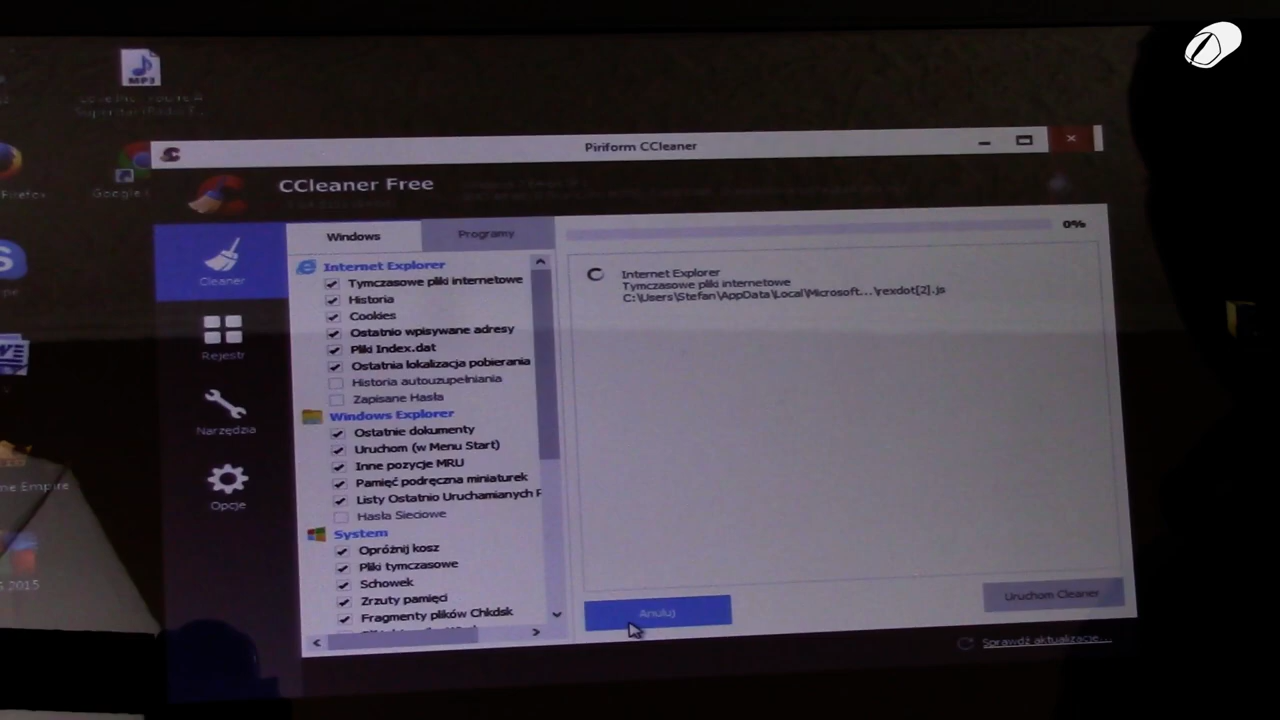 MP3
Firefox
Google
Piriform CCleaner
CCleaner Free
Cleaner
Rejestr
Narzędzia
Opcje
Windows
Programy
Internet Explorer
Tymczasowe pliki internetowe
Historia
Cookies
Ostatnio wpisywane adresy
Pliki Index.dat
Ostatnia lokalizacja pobierania
Historia autouzupełniania
Zapisane Hasła
Windows Explorer
Ostatnie dokumenty
Uruchom (w Menu Start)
Inne pozycje MRU
Pamięć podręczna miniaturek
Listy Ostatnio Uruchamianych P
Hasła Sieciowe
System
Opróżnij kosz
Pliki tymczasowe
Schowek
Zrzuty pamięci
Fragmenty plików Chkdsk
0%
Internet Explorer
Tymczasowe pliki internetowe
C:\Users\Stefan\AppData\Local\Microsoft...\rexdot[2].js
Anuluj
Uruchom Cleaner
Sprawdź aktualizacje...
me Empire
2015